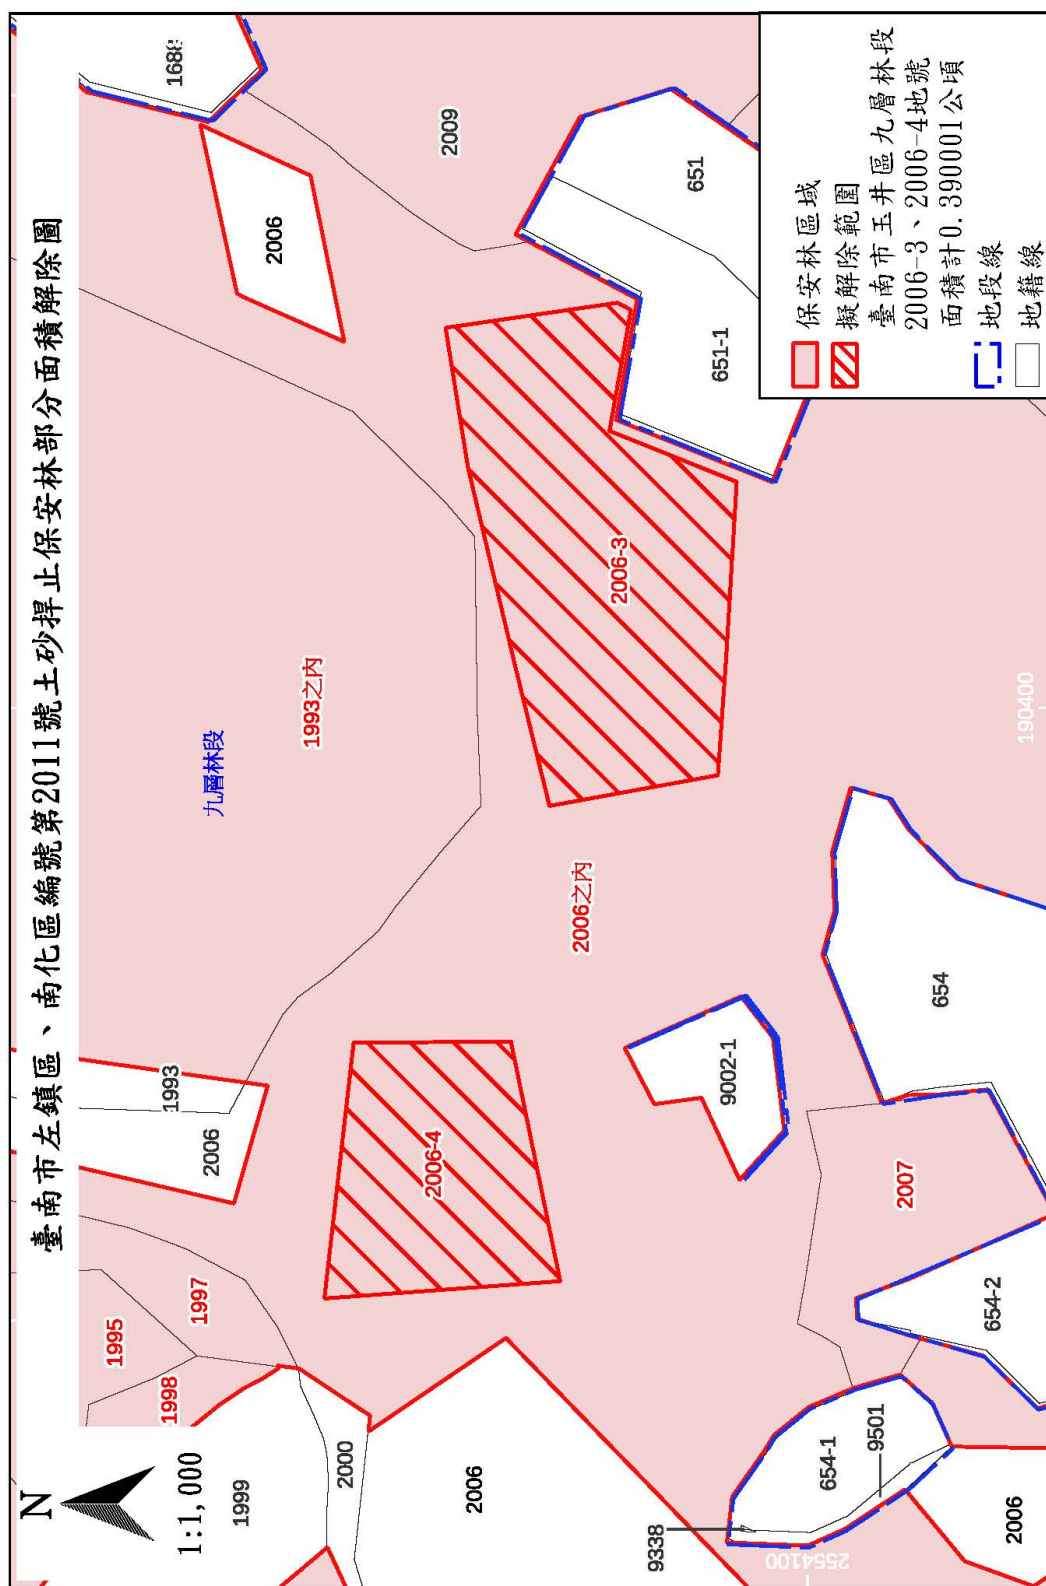 臺南市左鎮區、南化區編號第2011號土砂捍止保安林部分面積解除圖
N
1:1,000
1995
1998
1997
1999
2000
2006
1993
2006
九層林段
1993之內
2006
1688
2009
2006-4
2006之內
2006-3
651
651-1
2006
9002-1
654
2007
654-2
654-1
9501
9338
2006
2554100
190400
保安林區域
擬解除範圍
臺南市玉井區九層林段
2006-3、2006-4地號
面積計0.390001公頃
地段線
地籍線